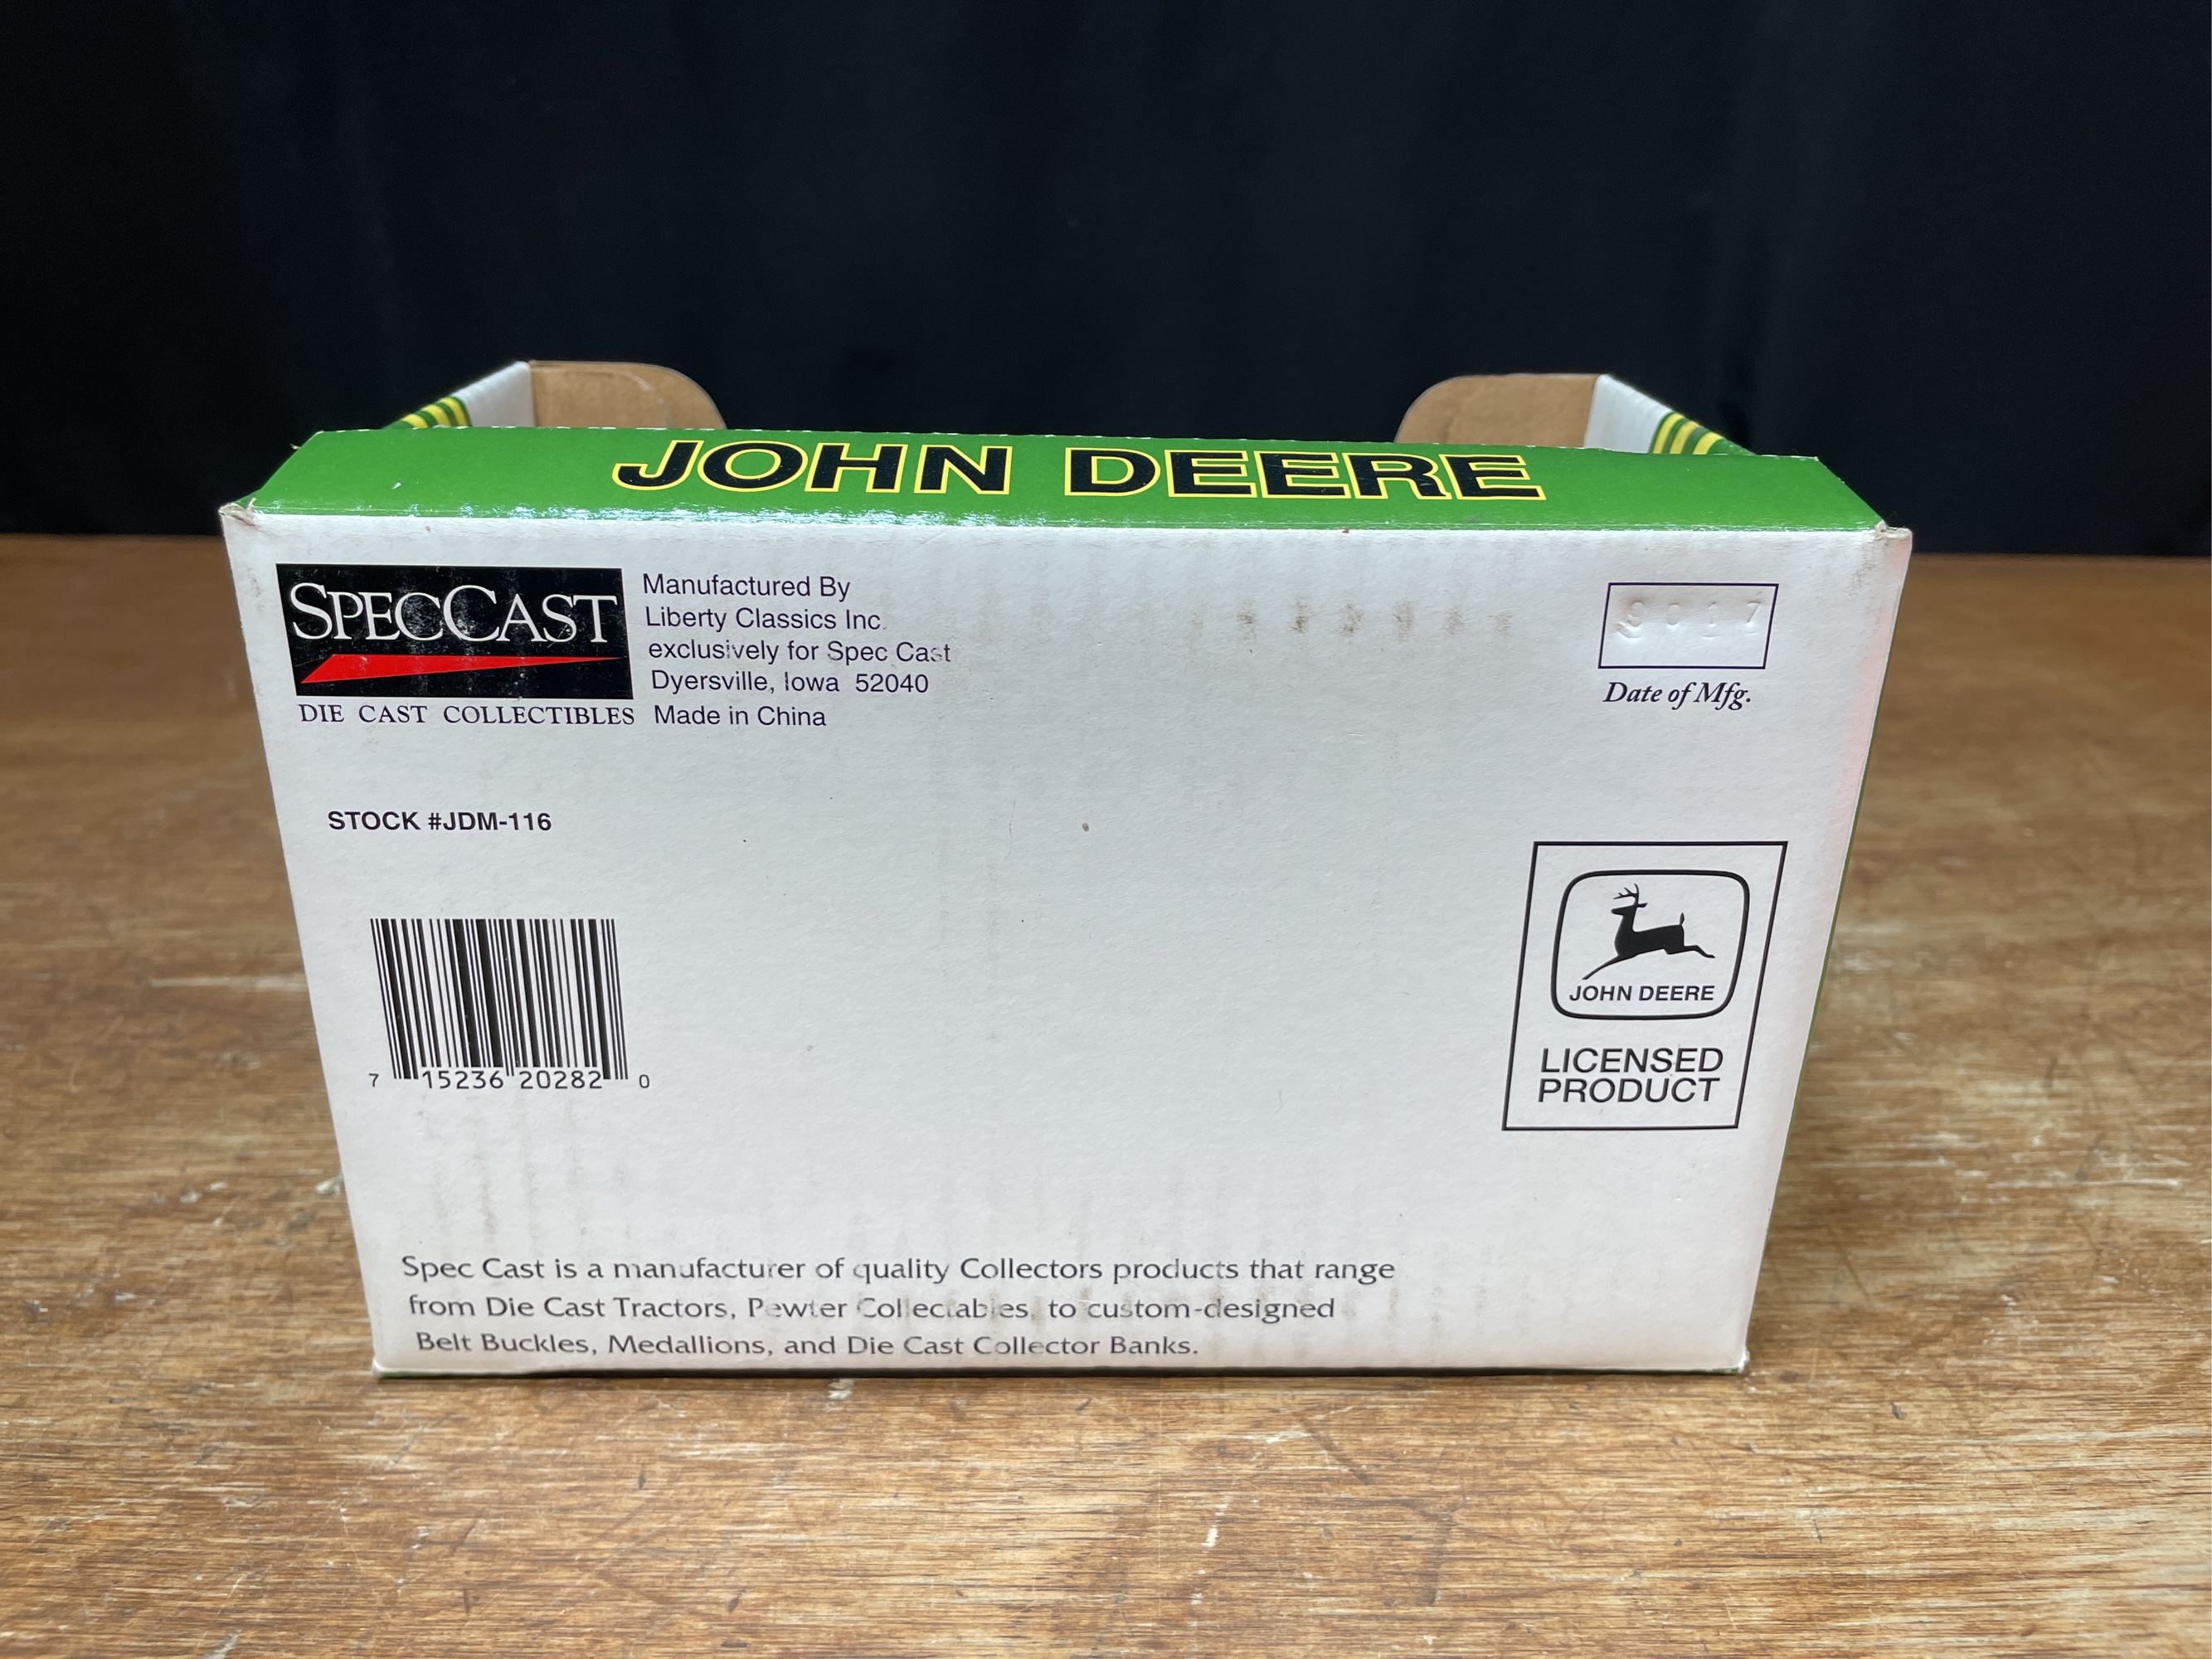 JOHN DEERE
SPECCAST
DIE CAST COLLECTIBLES
Manufactured By
Liberty Classics Inc.
exclusively for Spec Cast
Dyersville, Iowa 52040
Made in China
Date of Mfg.
STOCK #JDM-116
7 15236 20282 0
JOHN DEERE
LICENSED
PRODUCT
Spec Cast is a manufacturer of quality Collectors products that range
from Die Cast Tractors, Pewter Collectables, to custom-designed
Belt Buckles, Medallions, and Die Cast Collector Banks.